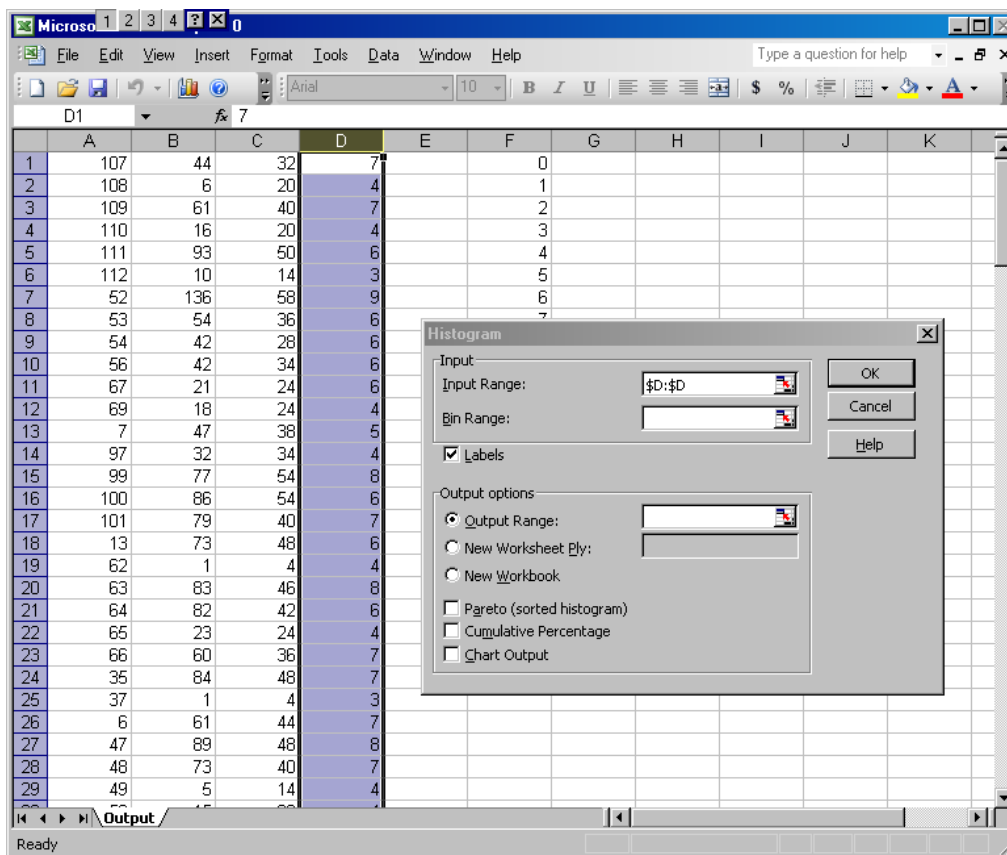 Microso 1 2 3 4 ? 0
File Edit View Insert Format Tools Data Window Help Type a question for help
Arial 10 B I U $ %
D1 fx 7
A B C D E F G H I J K
1 107 44 32 7 0
2 108 6 20 4 1
3 109 61 40 7 2
4 110 16 20 4 3
5 111 93 50 6 4
6 112 10 14 3 5
7 52 136 58 9 6
8 53 54 36 6 7
9 54 42 28 6
10 56 42 34 6
11 67 21 24 6
12 69 18 24 4
13 7 47 38 5
14 97 32 34 4
15 99 77 54 8
16 100 86 54 6
17 101 79 40 7
18 13 73 48 6
19 62 1 4 4
20 63 83 46 8
21 64 82 42 6
22 65 23 24 4
23 66 60 36 7
24 35 84 48 7
25 37 1 4 3
26 6 61 44 7
27 47 89 48 8
28 48 73 40 7
29 49 5 14 4
Histogram
Input
Input Range: $D:$D
Bin Range:
Labels
OK
Cancel
Help
Output options
Output Range:
New Worksheet Ply:
New Workbook
Pareto (sorted histogram)
Cumulative Percentage
Chart Output
Output
Ready